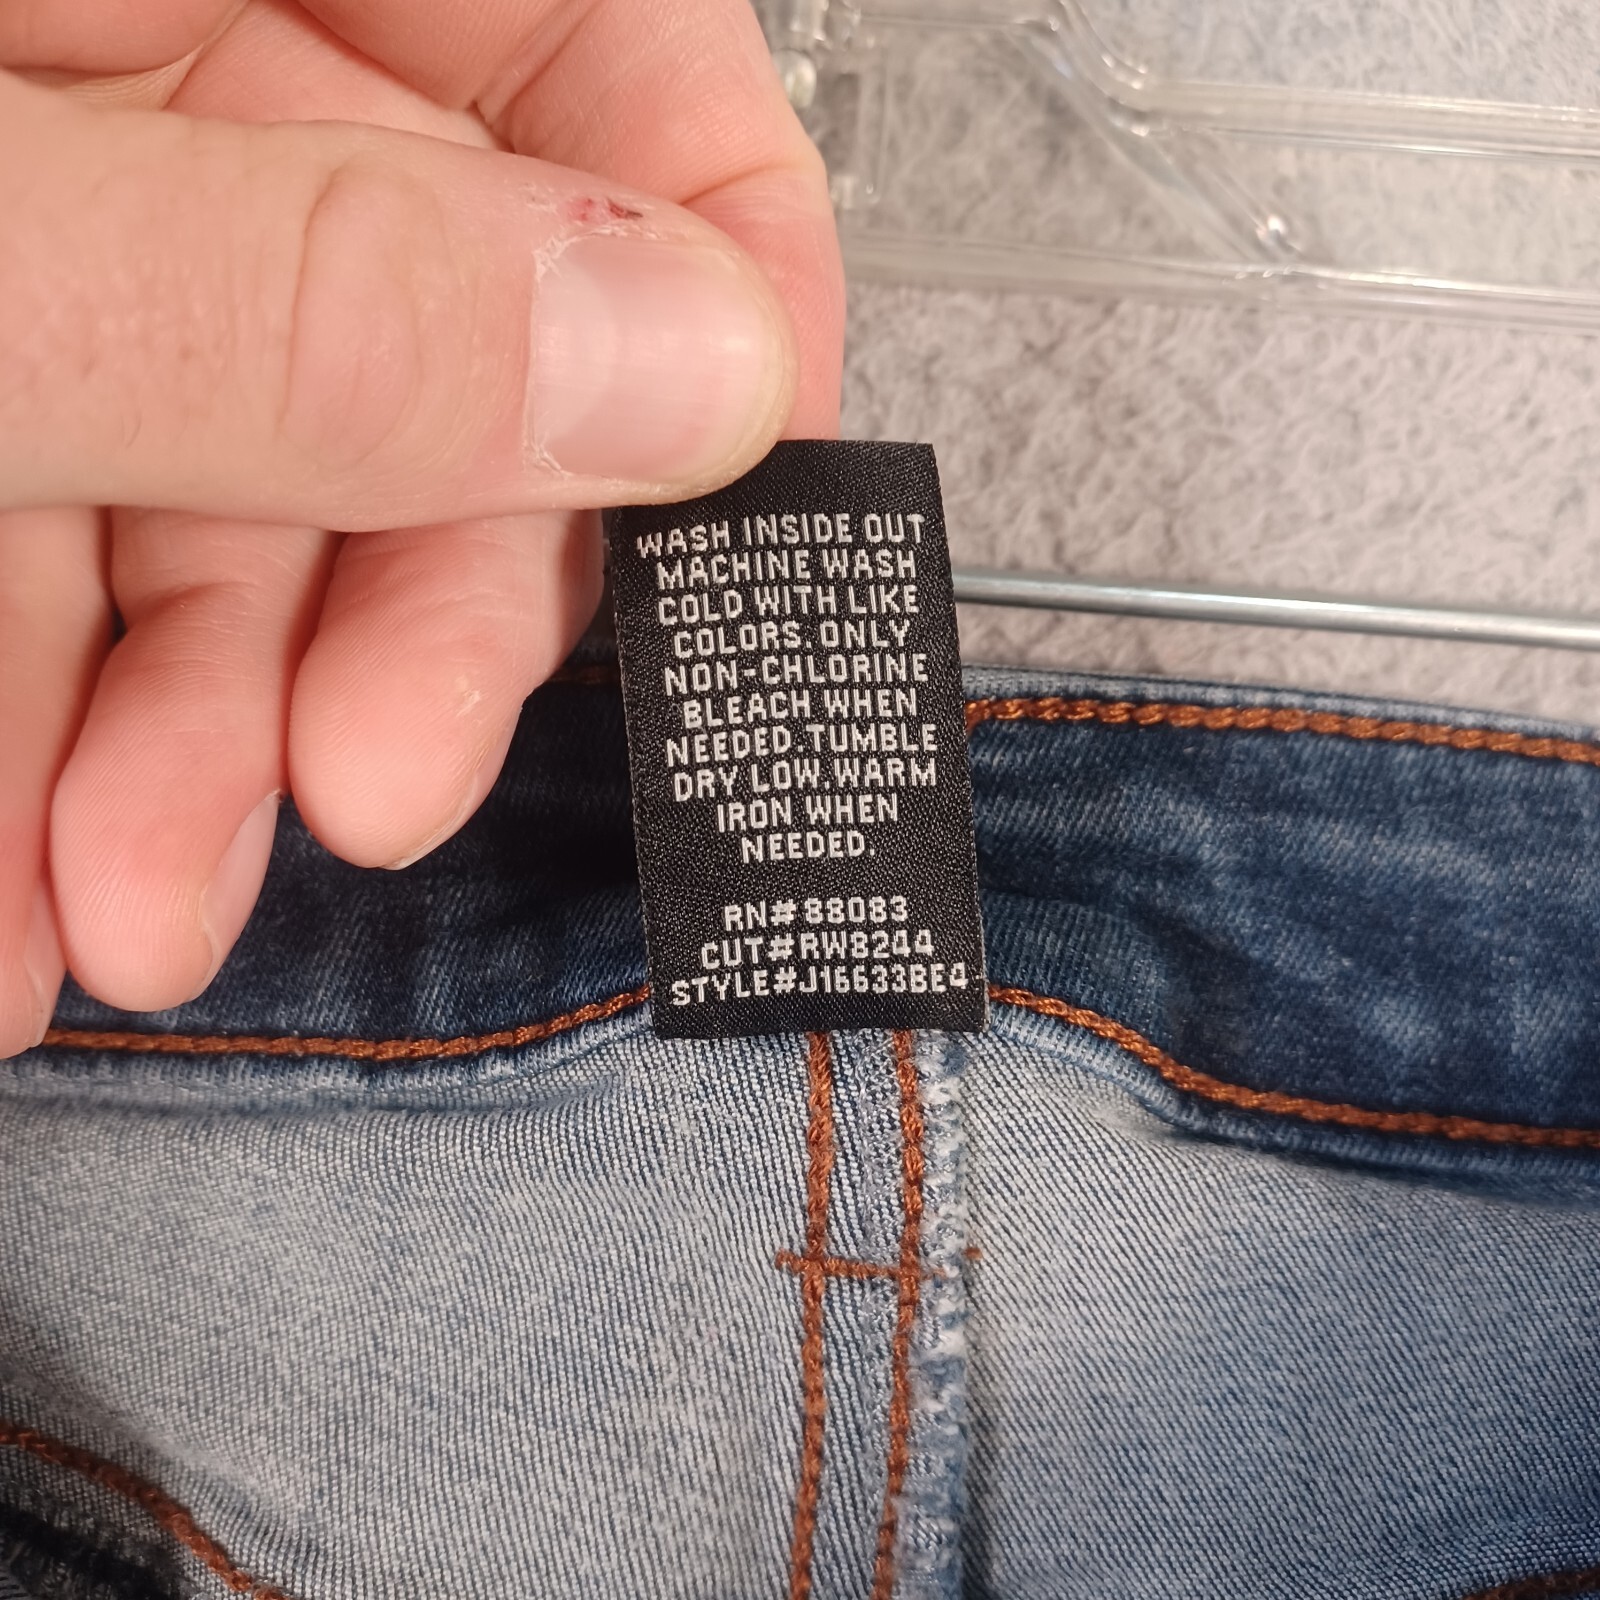 WASH INSIDE OUT
MACHINE WASH
COLD WITH LIKE
COLORS. ONLY
NON-CHLORINE
BLEACH WHEN
NEEDED.TUMBLE
DRY LOW.WARM
IRON WHEN
NEEDED.
RN#88083
CUT#RW8244
STYLE#J16633BE4